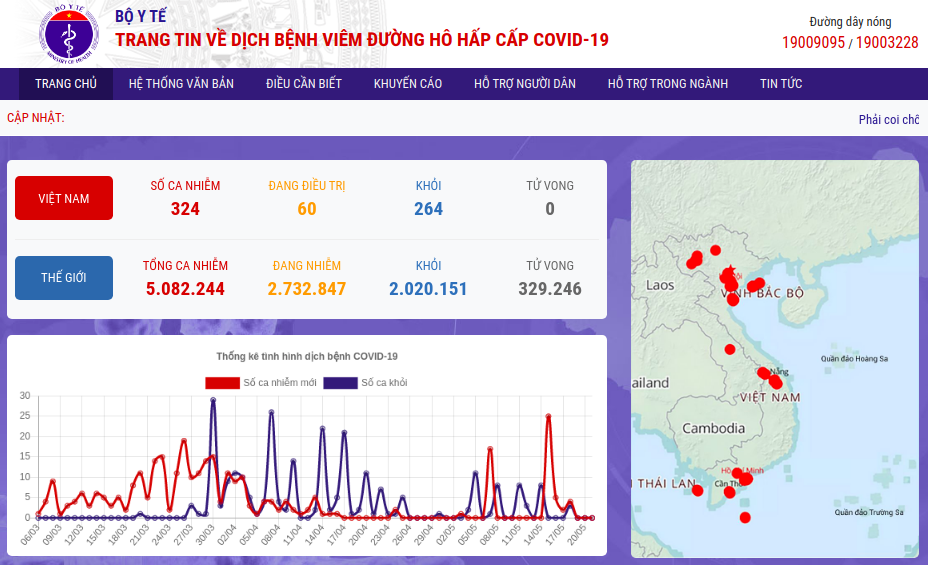 BỘ Y TẾ
MINISTRY OF HEALTH
BỘ Y TẾ
TRANG TIN VỀ DỊCH BỆNH VIÊM ĐƯỜNG HÔ HẤP CẤP COVID-19
Đường dây nóng
19009095 / 19003228
TRANG CHỦ HỆ THỐNG VĂN BẢN ĐIỀU CẦN BIẾT KHUYẾN CÁO HỖ TRỢ NGƯỜI DÂN HỖ TRỢ TRONG NGÀNH TIN TỨC
CẬP NHẬT: Phải coi chố
VIỆT NAM
SỐ CA NHIỄM ĐANG ĐIỀU TRỊ KHỎI TỬ VONG
324 60 264 0
THẾ GIỚI
TỔNG CA NHIỄM ĐANG NHIỄM KHỎI TỬ VONG
5.082.244 2.732.847 2.020.151 329.246
Thống kê tình hình dịch bệnh COVID-19
Số ca nhiễm mới Số ca khỏi
30
25
20
15
10
5
0
06/03 09/03 12/03 15/03 18/03 21/03 24/03 27/03 30/03 02/04 05/04 08/04 11/04 14/04 17/04 20/04 23/04 26/04 29/04 02/05 05/05 08/05 11/05 14/05 17/05 20/05
Laos
VỊNH BẮC BỘ
Quần đảo Hoàng Sa
Nẵng
ailand
VIỆT NAM
Cambodia
Hồ Chí Minh
THÁI LAN
Cần Thơ
Quần đảo Trường Sa